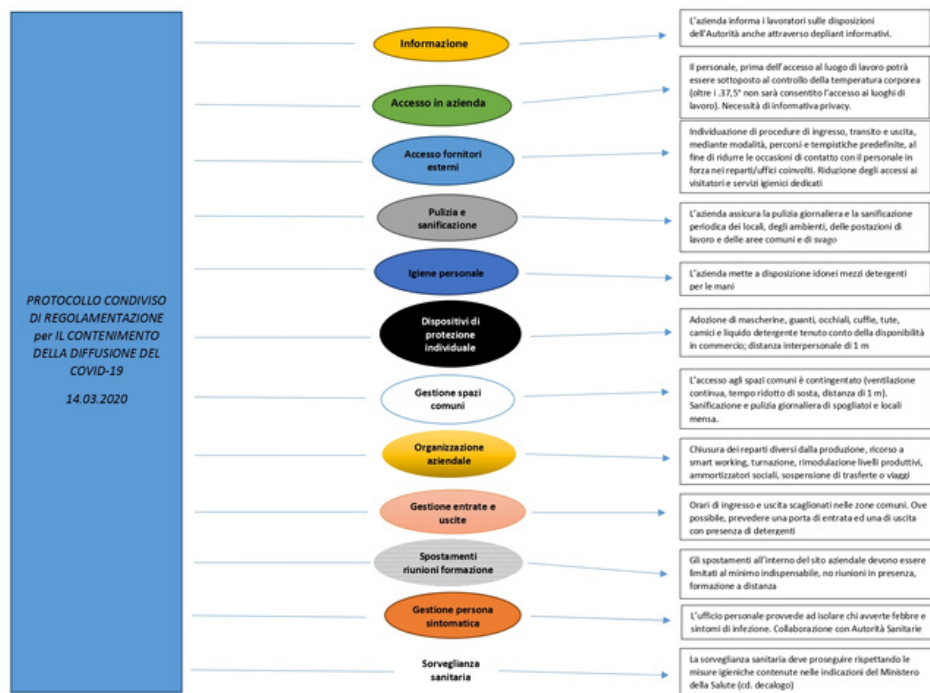 PROTOCOLLO CONDIVISO
DI REGOLAMENTAZIONE
per IL CONTENIMENTO
DELLA DIFFUSIONE DEL
COVID-19
14.03.2020
Informazione
L'azienda informa i lavoratori sulle disposizioni
dell'Autorità anche attraverso depliant informativi.
Accesso in azienda
Il personale, prima dell'accesso al luogo di lavoro potrà
essere sottoposto al controllo della temperatura corporea
(oltre i .37,5° non sarà consentito l'accesso ai luoghi di
lavoro). Necessità di informativa privacy.
Accesso fornitori
esterni
Individuazione di procedure di ingresso, transito e uscita,
mediante modalità, percorsi e tempistiche predefinite, al
fine di ridurre le occasioni di contatto con il personale in
forza nei reparti/uffici coinvolti. Riduzione degli accessi ai
visitatori e servizi igienici dedicati
Pulizia e
sanificazione
L'azienda assicura la pulizia giornaliera e la sanificazione
periodica dei locali, degli ambienti, delle postazioni di
lavoro e delle aree comuni e di svago
Igiene personale
L'azienda mette a disposizione idonei mezzi detergenti
per le mani
Dispositivi di
protezione
individuale
Adozione di mascherine, guanti, occhiali, cuffie, tute,
camici e liquido detergente tenuto conto della disponibilità
in commercio; distanza interpersonale di 1 m
Gestione spazi
comuni
L'accesso agli spazi comuni è contingentato (ventilazione
continua, tempo ridotto di sosta, distanza di 1 m).
Sanificazione e pulizia giornaliera di spogliatoi e locali
mensa.
Organizzazione
aziendale
Chiusura dei reparti diversi dalla produzione, ricorso a
smart working, turnazione, rimodulazione livelli produttivi,
ammortizzatori sociali, sospensione di trasferte o viaggi
Gestione entrate e
uscite
Orari di ingresso e uscita scaglionati nelle zone comuni. Ove
possibile, prevedere una porta di entrata ed una di uscita
con presenza di detergenti
Spostamenti
riunioni formazione
Gli spostamenti all'interno del sito aziendale devono essere
limitati al minimo indispensabile, no riunioni in presenza,
formazione a distanza
Gestione persona
sintomatica
L'ufficio personale provvede ad isolare chi avverte febbre e
sintomi di infezione. Collaborazione con Autorità Sanitarie
Sorveglianza
sanitaria
La sorveglianza sanitaria deve proseguire rispettando le
misure igieniche contenute nelle indicazioni del Ministero
della Salute (cd. decalogo)